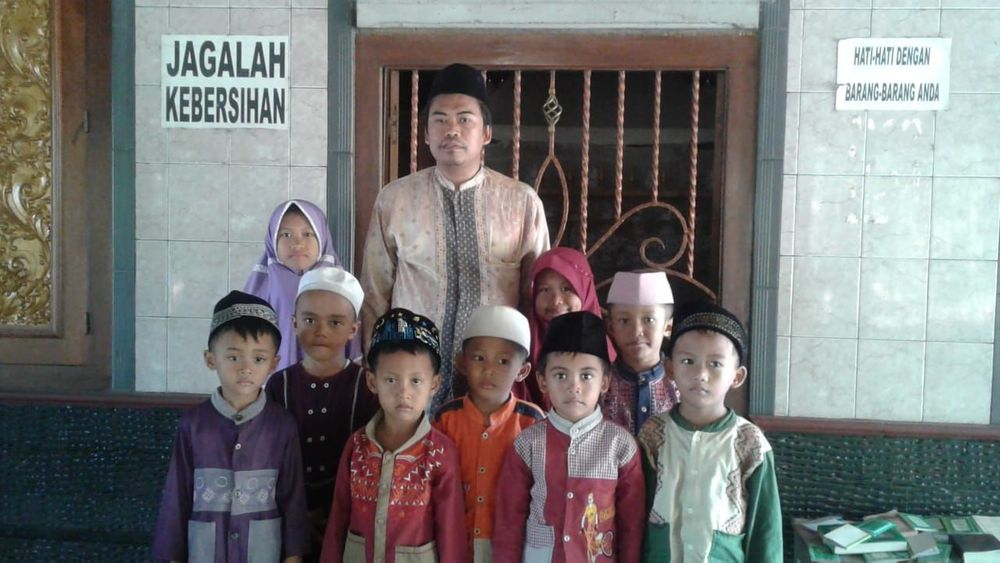 JAGALAH
KEBERSIHAN
HATI-HATI DENGAN
BARANG-BARANG ANDA